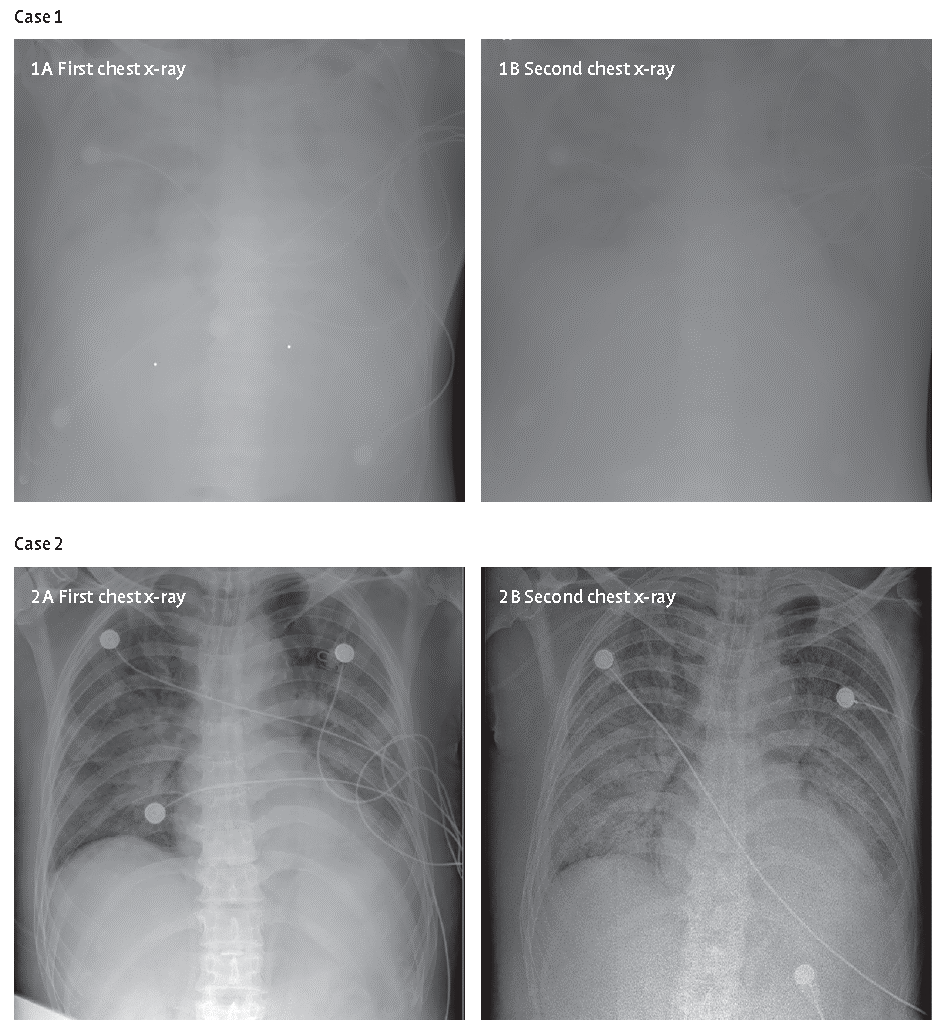 Case 1
1A First chest x-ray
1B Second chest x-ray
Case 2
2A First chest x-ray
2B Second chest x-ray